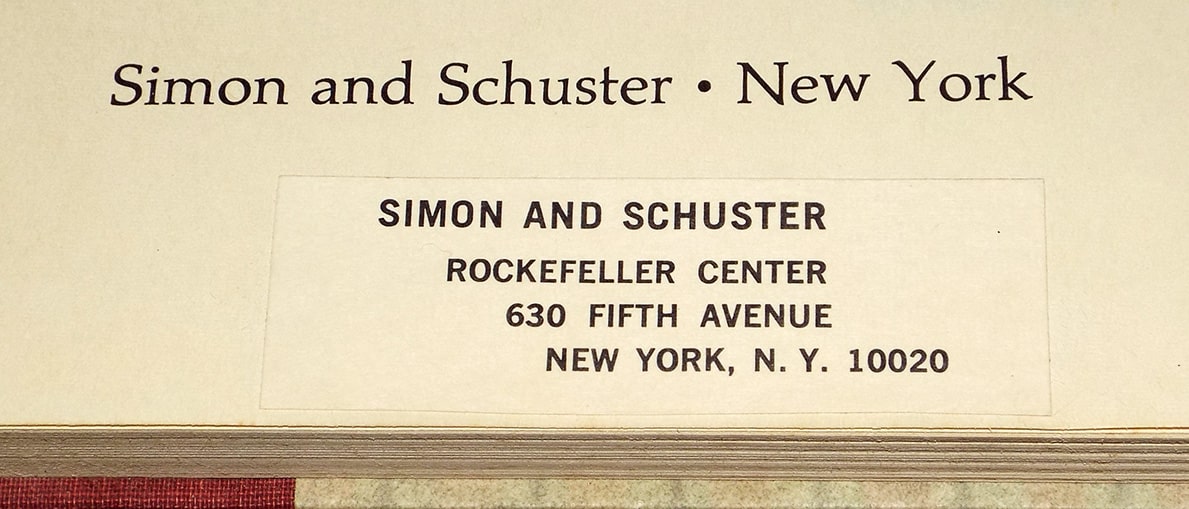 Simon and Schuster • New York
SIMON AND SCHUSTER
ROCKEFELLER CENTER
630 FIFTH AVENUE
NEW YORK, N. Y. 10020